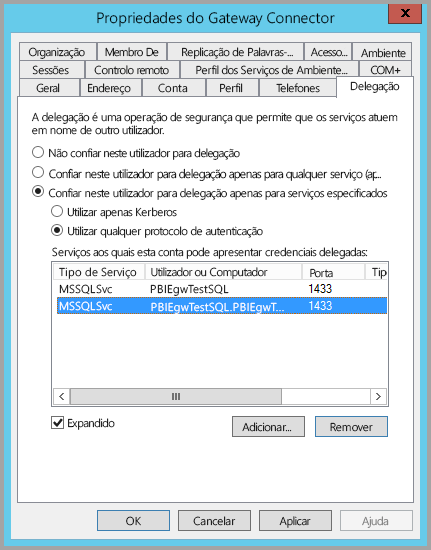 Propriedades do Gateway Connector
x
Organização Membro De Replicação de Palavras-... Acesso... Ambiente
Sessões Controlo remoto Perfil dos Serviços de Ambiente... COM+
Geral Endereço Conta Perfil Telefones Delegação
A delegação é uma operação de segurança que permite que os serviços atuem
em nome de outro utilizador.
Não confiar neste utilizador para delegação
Confiar neste utilizador para delegação apenas para qualquer serviço (ap...
Confiar neste utilizador para delegação apenas para serviços especificados
Utilizar apenas Kerberos
Utilizar qualquer protocolo de autenticação
Serviços aos quais esta conta pode apresentar credenciais delegadas:
Tipo de Serviço Utilizador ou Computador Porta Tip
MSSQLSvc PBIEgwTestSQL 1433
MSSQLSvc PBIEgwTestSQL.PBIEgwT... 1433
Expandido Adicionar... Remover
OK Cancelar Aplicar Ajuda